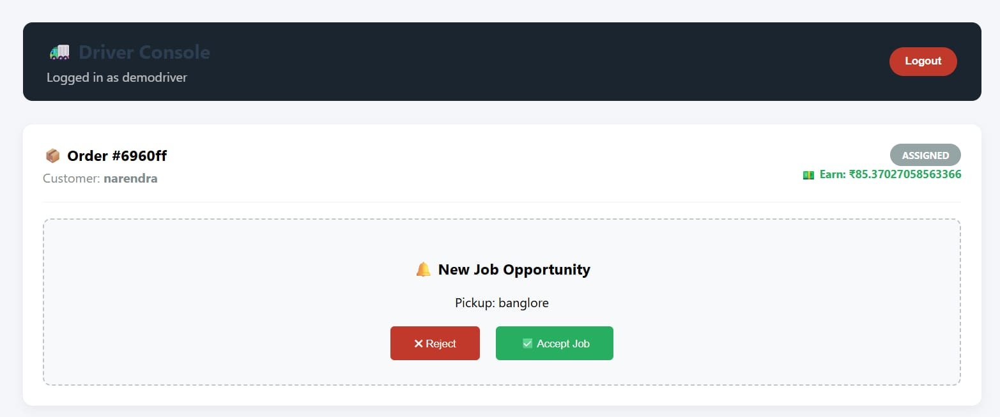 🚛 Driver Console
Logged in as demodriver
Logout
📦 Order #6960ff
Customer: narendra
ASSIGNED
💵 Earn: ₹85.37027058563366
🔔 New Job Opportunity
Pickup: banglore
❌ Reject
✅ Accept Job